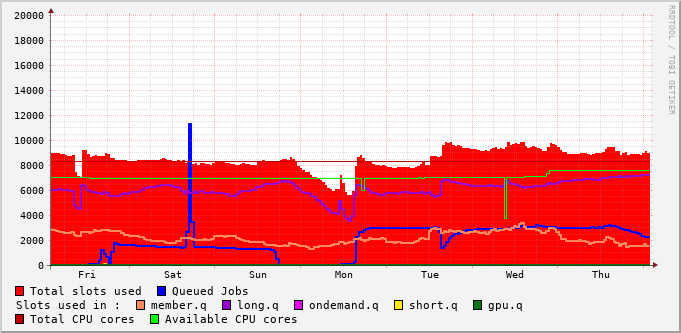 20000
18000
16000
14000
12000
10000
8000
6000
4000
2000
0
Fri Sat Sun Mon Tue Wed Thu
Total slots used Queued Jobs
Slots used in : member.q long.q ondemand.q short.q gpu.q
Total CPU cores Available CPU cores
RRDTOOL / TOBI OETIKER